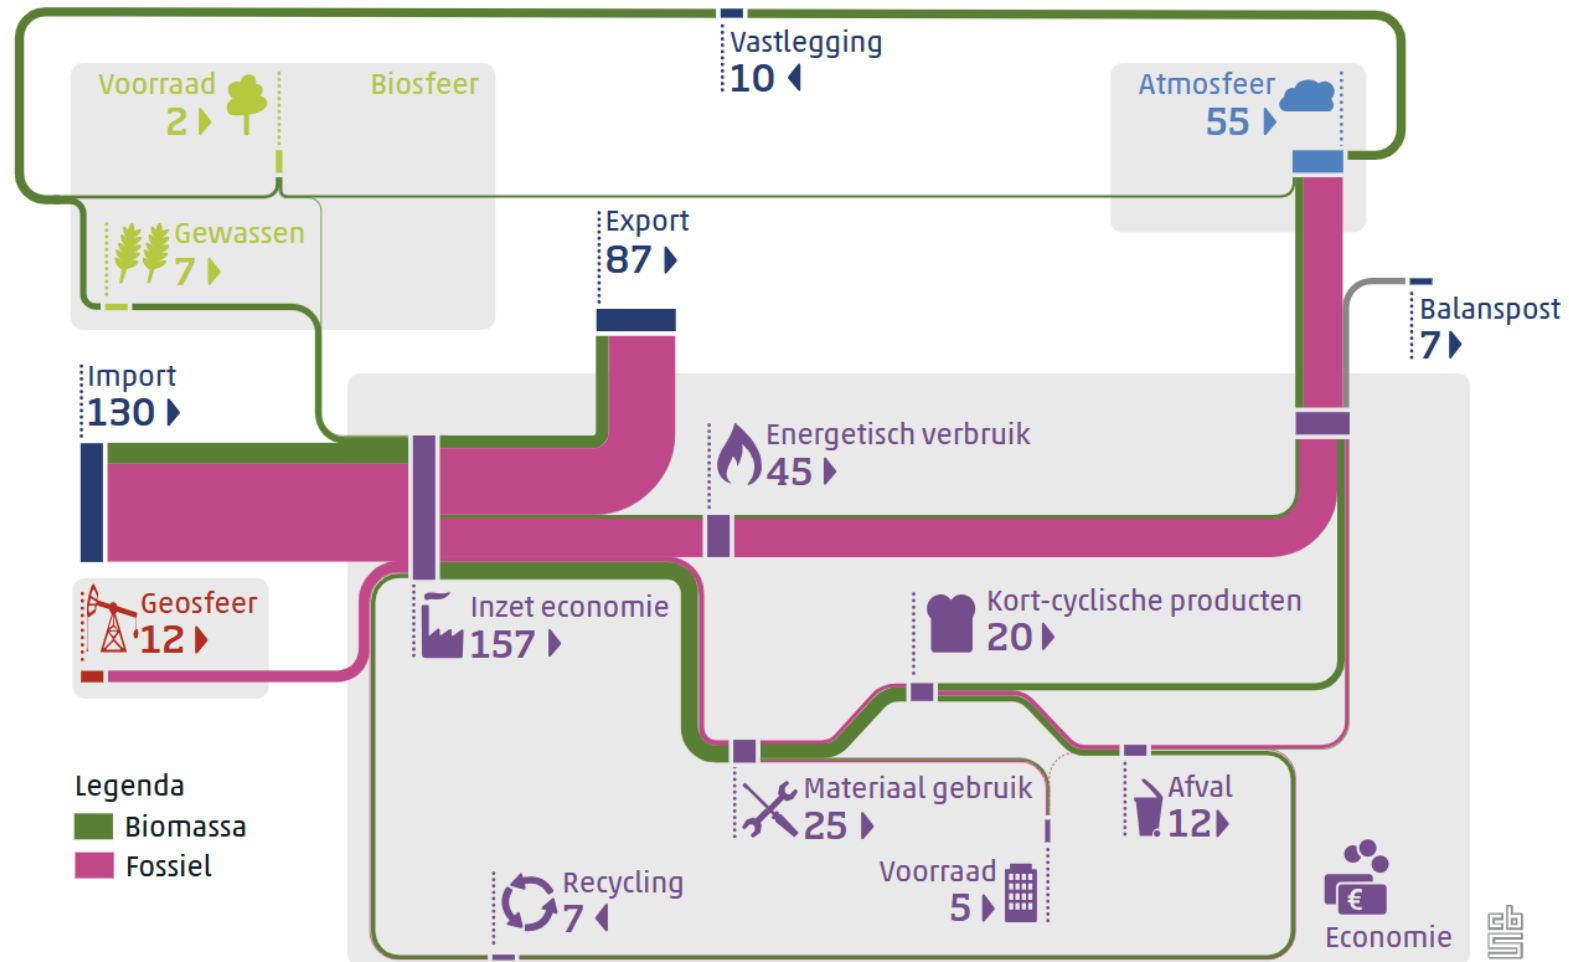 Vastlegging
10
Voorraad
2
Biosfeer
Atmosfeer
55
Gewassen
7
Export
87
Balanspost
7
Import
130
Energetisch verbruik
45
Geosfeer
12
Inzet economie
157
Kort-cyclische producten
20
Legenda
Biomassa
Fossiel
Materiaal gebruik
25
Afval
12
Recycling
7
Voorraad
5
€
Economie
cbs